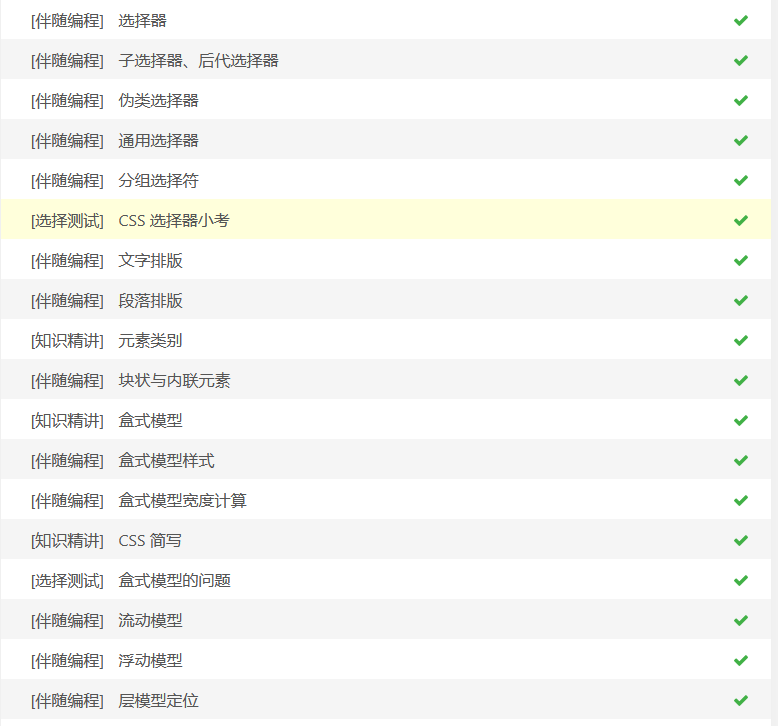 [伴随编程] 选择器
[伴随编程] 子选择器、后代选择器
[伴随编程] 伪类选择器
[伴随编程] 通用选择器
[伴随编程] 分组选择符
[选择测试] CSS 选择器小考
[伴随编程] 文字排版
[伴随编程] 段落排版
[知识精讲] 元素类别
[伴随编程] 块状与内联元素
[知识精讲] 盒式模型
[伴随编程] 盒式模型样式
[伴随编程] 盒式模型宽度计算
[知识精讲] CSS 简写
[选择测试] 盒式模型的问题
[伴随编程] 流动模型
[伴随编程] 浮动模型
[伴随编程] 层模型定位